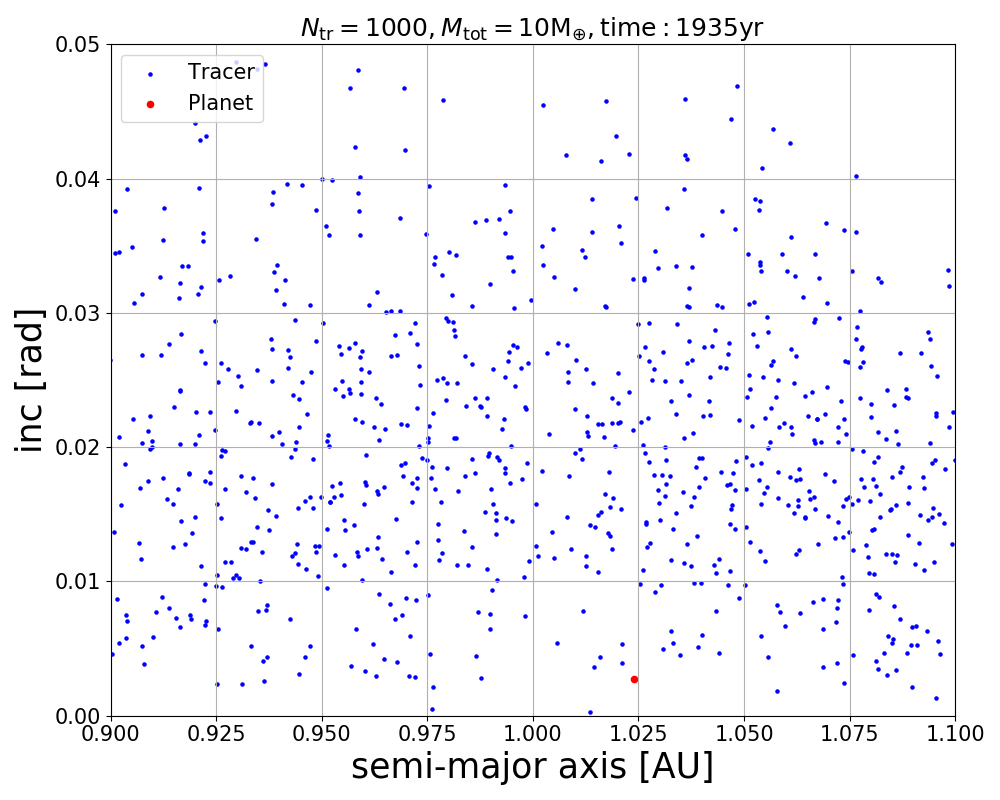 N_tr = 1000, M_tot = 10M_⊕, time : 1935yr
0.05
Tracer
Planet
0.04
0.03
inc [rad]
0.02
0.01
0.00
0.900 0.925 0.950 0.975 1.000 1.025 1.050 1.075 1.100
semi-major axis [AU]